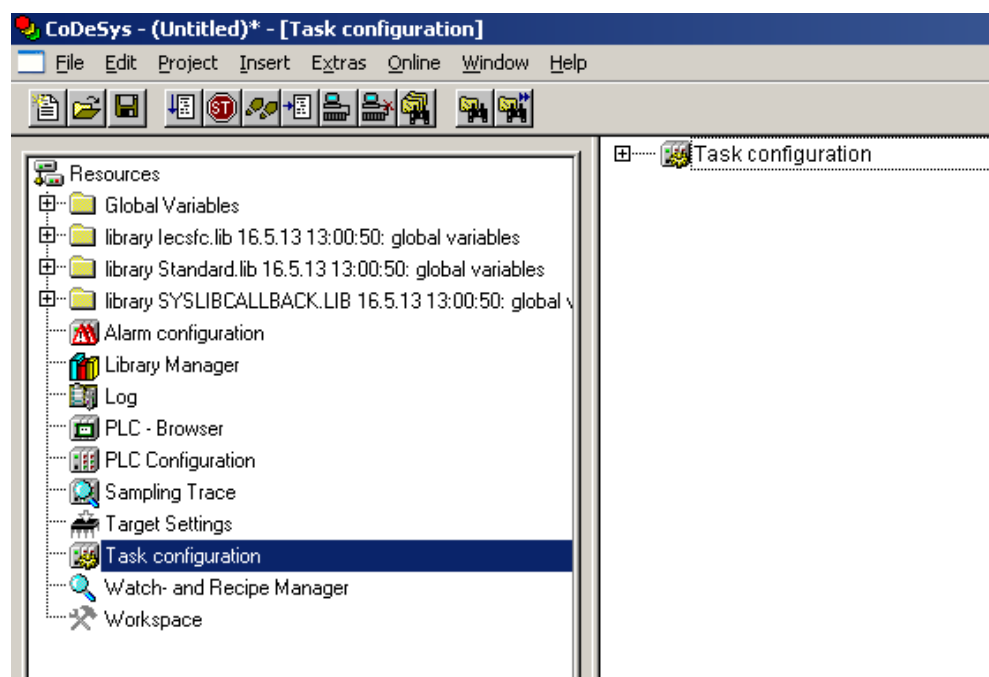 CoDeSys - (Untitled)* - [Task configuration]
File Edit Project Insert Extras Online Window Help
Task configuration
Resources
Global Variables
library Iecsfc.lib 16.5.13 13:00:50: global variables
library Standard.lib 16.5.13 13:00:50: global variables
library SYSLIBCALLBACK.LIB 16.5.13 13:00:50: global v
Alarm configuration
Library Manager
Log
PLC - Browser
PLC Configuration
Sampling Trace
Target Settings
Task configuration
Watch- and Recipe Manager
Workspace